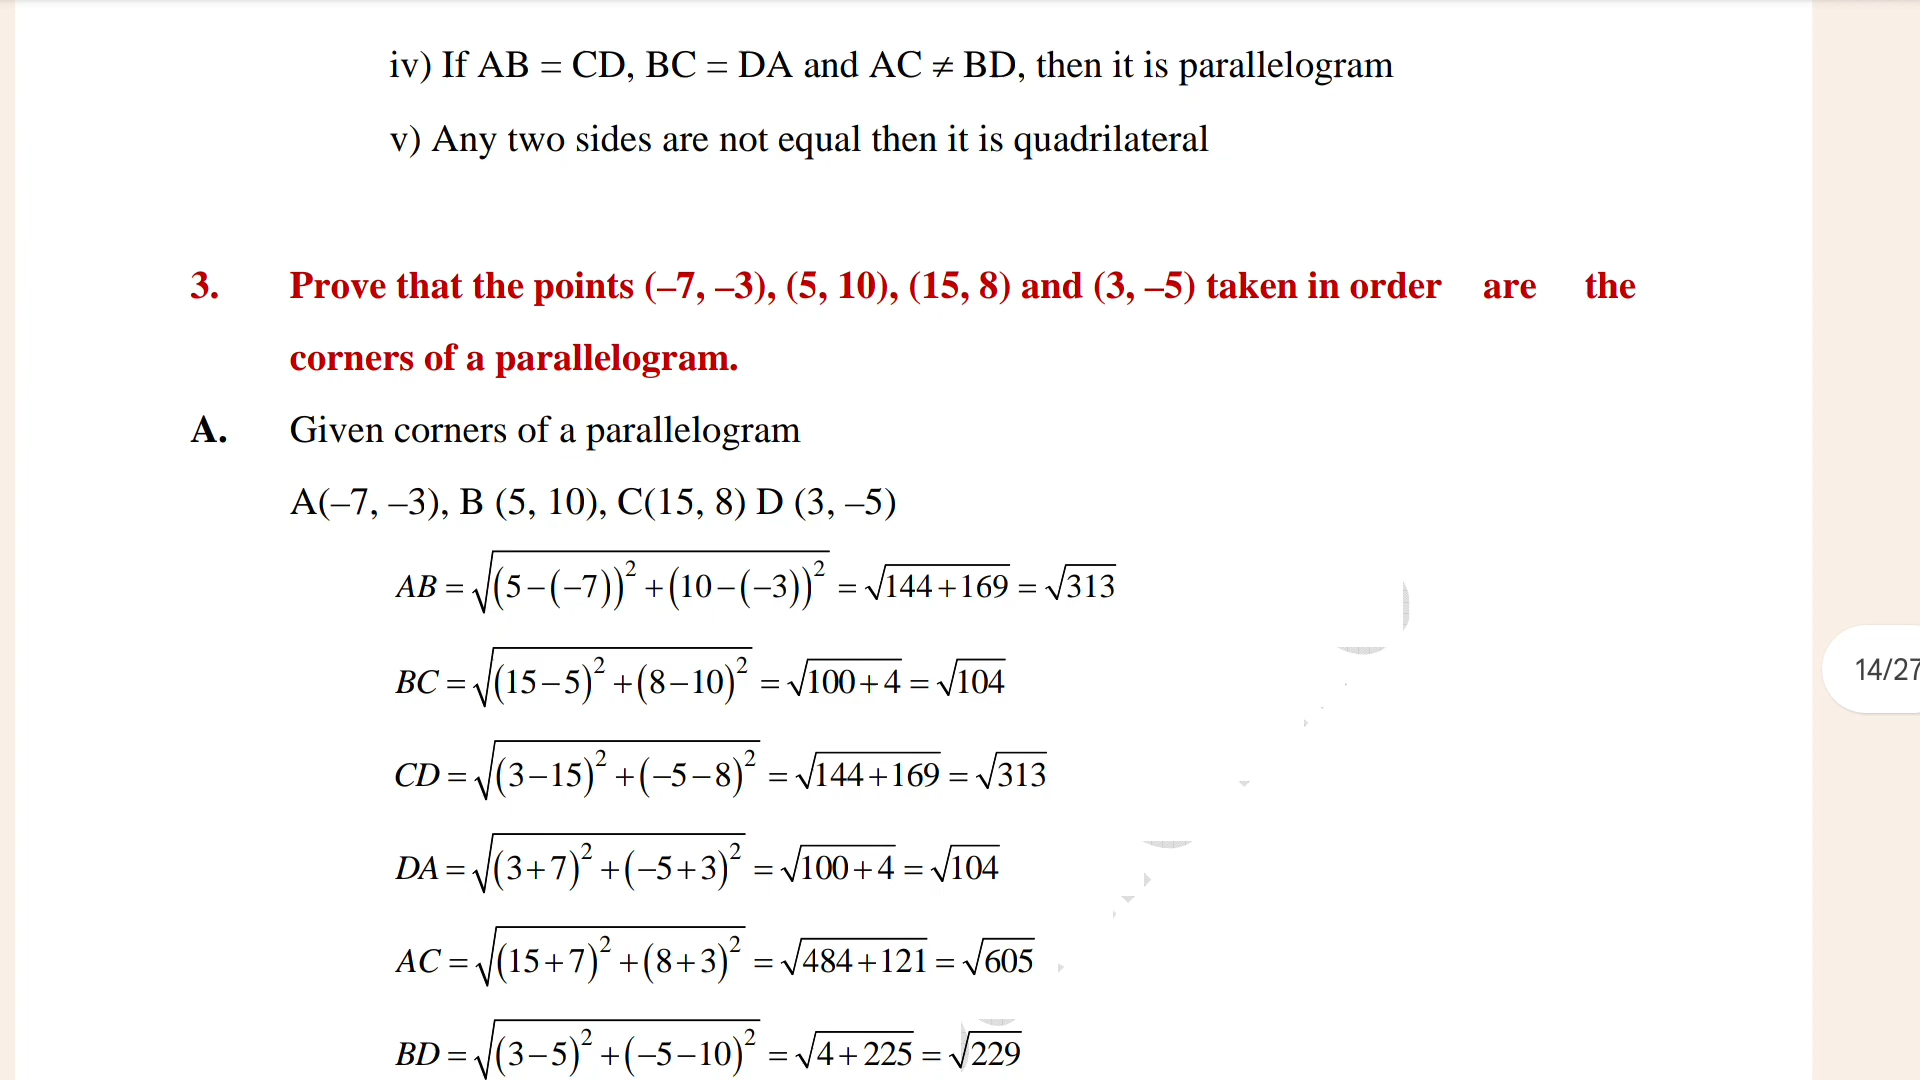 iv) If AB = CD, BC = DA and AC ≠ BD, then it is parallelogram
v) Any two sides are not equal then it is quadrilateral
3. Prove that the points (–7, –3), (5, 10), (15, 8) and (3, –5) taken in order are the
corners of a parallelogram.
A. Given corners of a parallelogram
A(–7, –3), B (5, 10), C(15, 8) D (3, –5)
AB = √((5−(−7))² + (10−(−3))²) = √(144+169) = √313
BC = √((15−5)² + (8−10)²) = √(100+4) = √104
CD = √((3−15)² + (−5−8)²) = √(144+169) = √313
14/27
DA = √((3+7)² + (−5+3)²) = √(100+4) = √104
AC = √((15+7)² + (8+3)²) = √(484+121) = √605
BD = √((3−5)² + (−5−10)²) = √(4+225) = √229